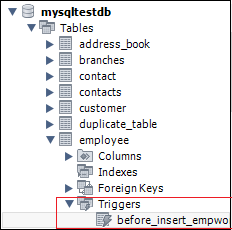 mysqltestdb
Tables
address_book
branches
contact
contacts
customer
duplicate_table
employee
Columns
Indexes
Foreign Keys
Triggers
before_insert_empwo